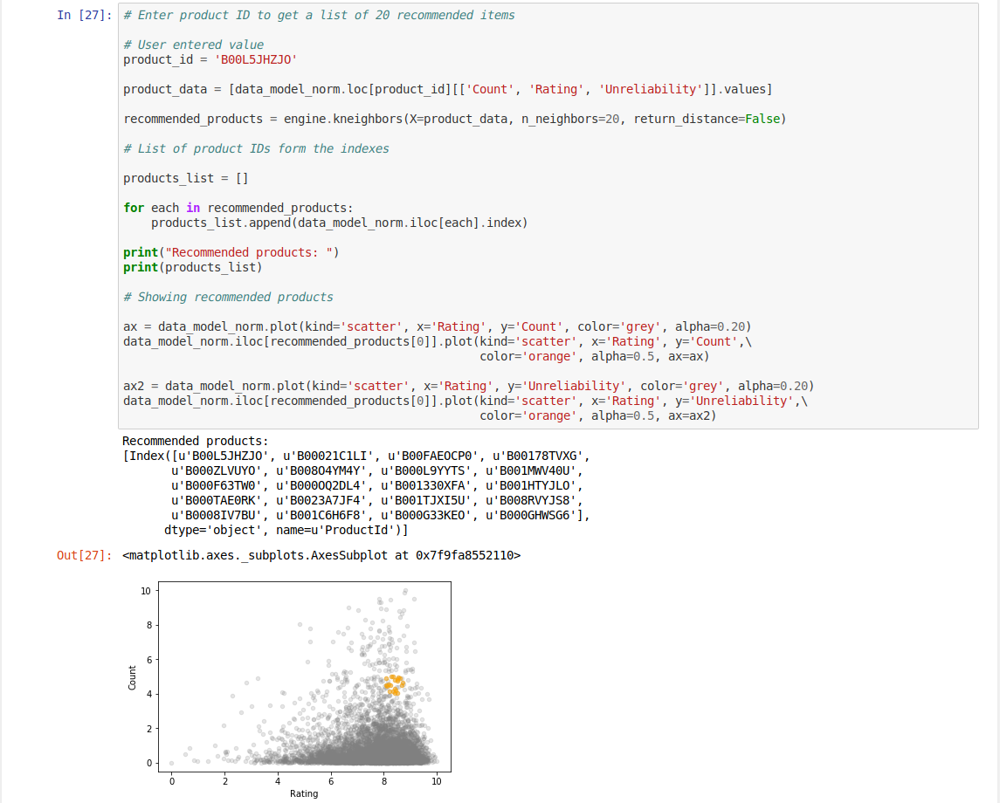 In [27]: # Enter product ID to get a list of 20 recommended items
# User entered value
product_id = 'B00L5JHZJO'
product_data = [data_model_norm.loc[product_id][['Count', 'Rating', 'Unreliability']].values]
recommended_products = engine.kneighbors(X=product_data, n_neighbors=20, return_distance=False)
# List of product IDs form the indexes
products_list = []
for each in recommended_products:
    products_list.append(data_model_norm.iloc[each].index)
print("Recommended products: ")
print(products_list)
# Showing recommended products
ax = data_model_norm.plot(kind='scatter', x='Rating', y='Count', color='grey', alpha=0.20)
data_model_norm.iloc[recommended_products[0]].plot(kind='scatter', x='Rating', y='Count',\
color='orange', alpha=0.5, ax=ax)
ax2 = data_model_norm.plot(kind='scatter', x='Rating', y='Unreliability', color='grey', alpha=0.20)
data_model_norm.iloc[recommended_products[0]].plot(kind='scatter', x='Rating', y='Unreliability',\
color='orange', alpha=0.5, ax=ax2)
Recommended products:
[Index([u'B00L5JHZJO', u'B00021C1LI', u'B00FAEOCP0', u'B00178TVXG',
u'B000ZLVUYO', u'B008O4YM4Y', u'B000L9YYTS', u'B001MWV40U',
u'B000F63TW0', u'B000OQ2DL4', u'B001330XFA', u'B001HTYJLO',
u'B000TAE0RK', u'B0023A7JF4', u'B001TJXI5U', u'B008RVYJS8',
u'B0008IV7BU', u'B001C6H6F8', u'B000G33KEO', u'B000GHWSG6'],
dtype='object', name=u'ProductId')]
Out[27]: <matplotlib.axes._subplots.AxesSubplot at 0x7f9fa8552110>
10
8
6
Count
4
2
0
0 2 4 6 8 10
Rating